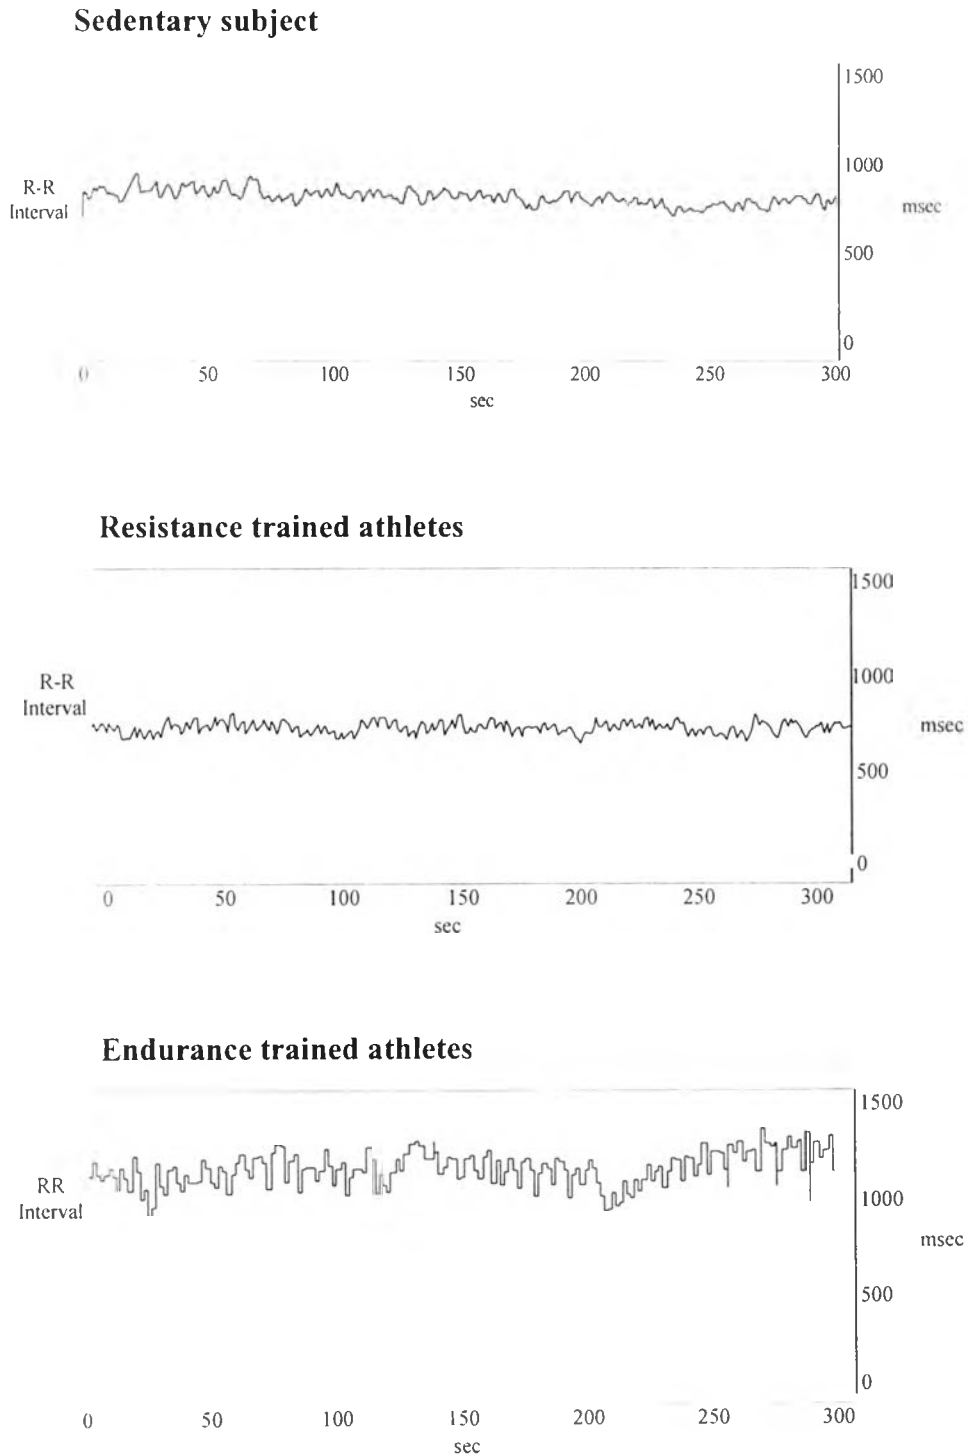 Sedentary subject
1500
1000
R-R
Interval
msec
500
0
0 50 100 150 200 250 300
sec
Resistance trained athletes
1500
R-R
Interval
1000
msec
500
0
0 50 100 150 200 250 300
sec
Endurance trained athletes
1500
RR
Interval
1000
msec
500
0
0 50 100 150 200 250 300
sec